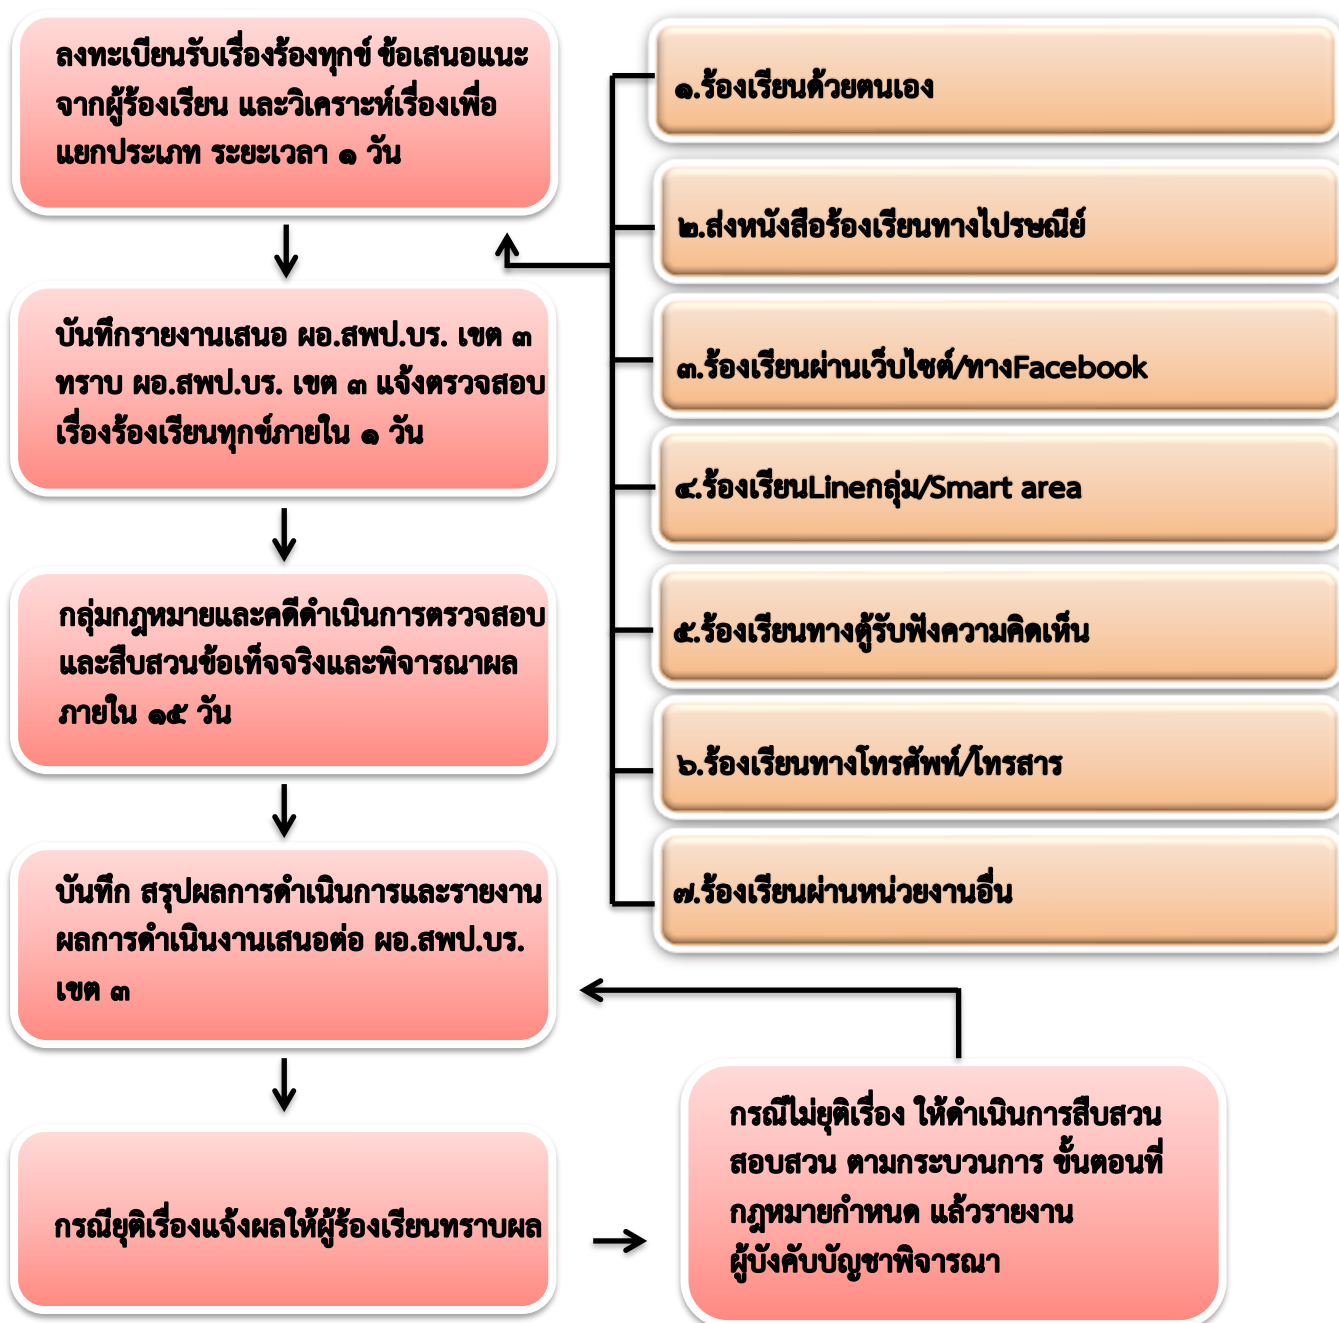 ลงทะเบียนรับเรื่องร้องทุกข์ ข้อเสนอแนะ
จากผู้ร้องเรียน และวิเคราะห์เรื่องเพื่อ
แยกประเภท ระยะเวลา ๑ วัน
บันทึกรายงานเสนอ ผอ.สพป.บร. เขต ๓
ทราบ ผอ.สพป.บร. เขต ๓ แจ้งตรวจสอบ
เรื่องร้องเรียนทุกข์ภายใน ๑ วัน
กลุ่มกฎหมายและคดีดำเนินการตรวจสอบ
และสืบสวนข้อเท็จจริงและพิจารณาผล
ภายใน ๑๕ วัน
บันทึก สรุปผลการดำเนินการและรายงาน
ผลการดำเนินงานเสนอต่อ ผอ.สพป.บร.
เขต ๓
กรณียุติเรื่องแจ้งผลให้ผู้ร้องเรียนทราบผล
๑.ร้องเรียนด้วยตนเอง
๒.ส่งหนังสือร้องเรียนทางไปรษณีย์
๓.ร้องเรียนผ่านเว็บไซต์/ทางFacebook
๔.ร้องเรียนLineกลุ่ม/Smart area
๕.ร้องเรียนทางตู้รับฟังความคิดเห็น
๖.ร้องเรียนทางโทรศัพท์/โทรสาร
๗.ร้องเรียนผ่านหน่วยงานอื่น
กรณีไม่ยุติเรื่อง ให้ดำเนินการสืบสวน
สอบสวน ตามกระบวนการ ขั้นตอนที่
กฎหมายกำหนด แล้วรายงาน
ผู้บังคับบัญชาพิจารณา